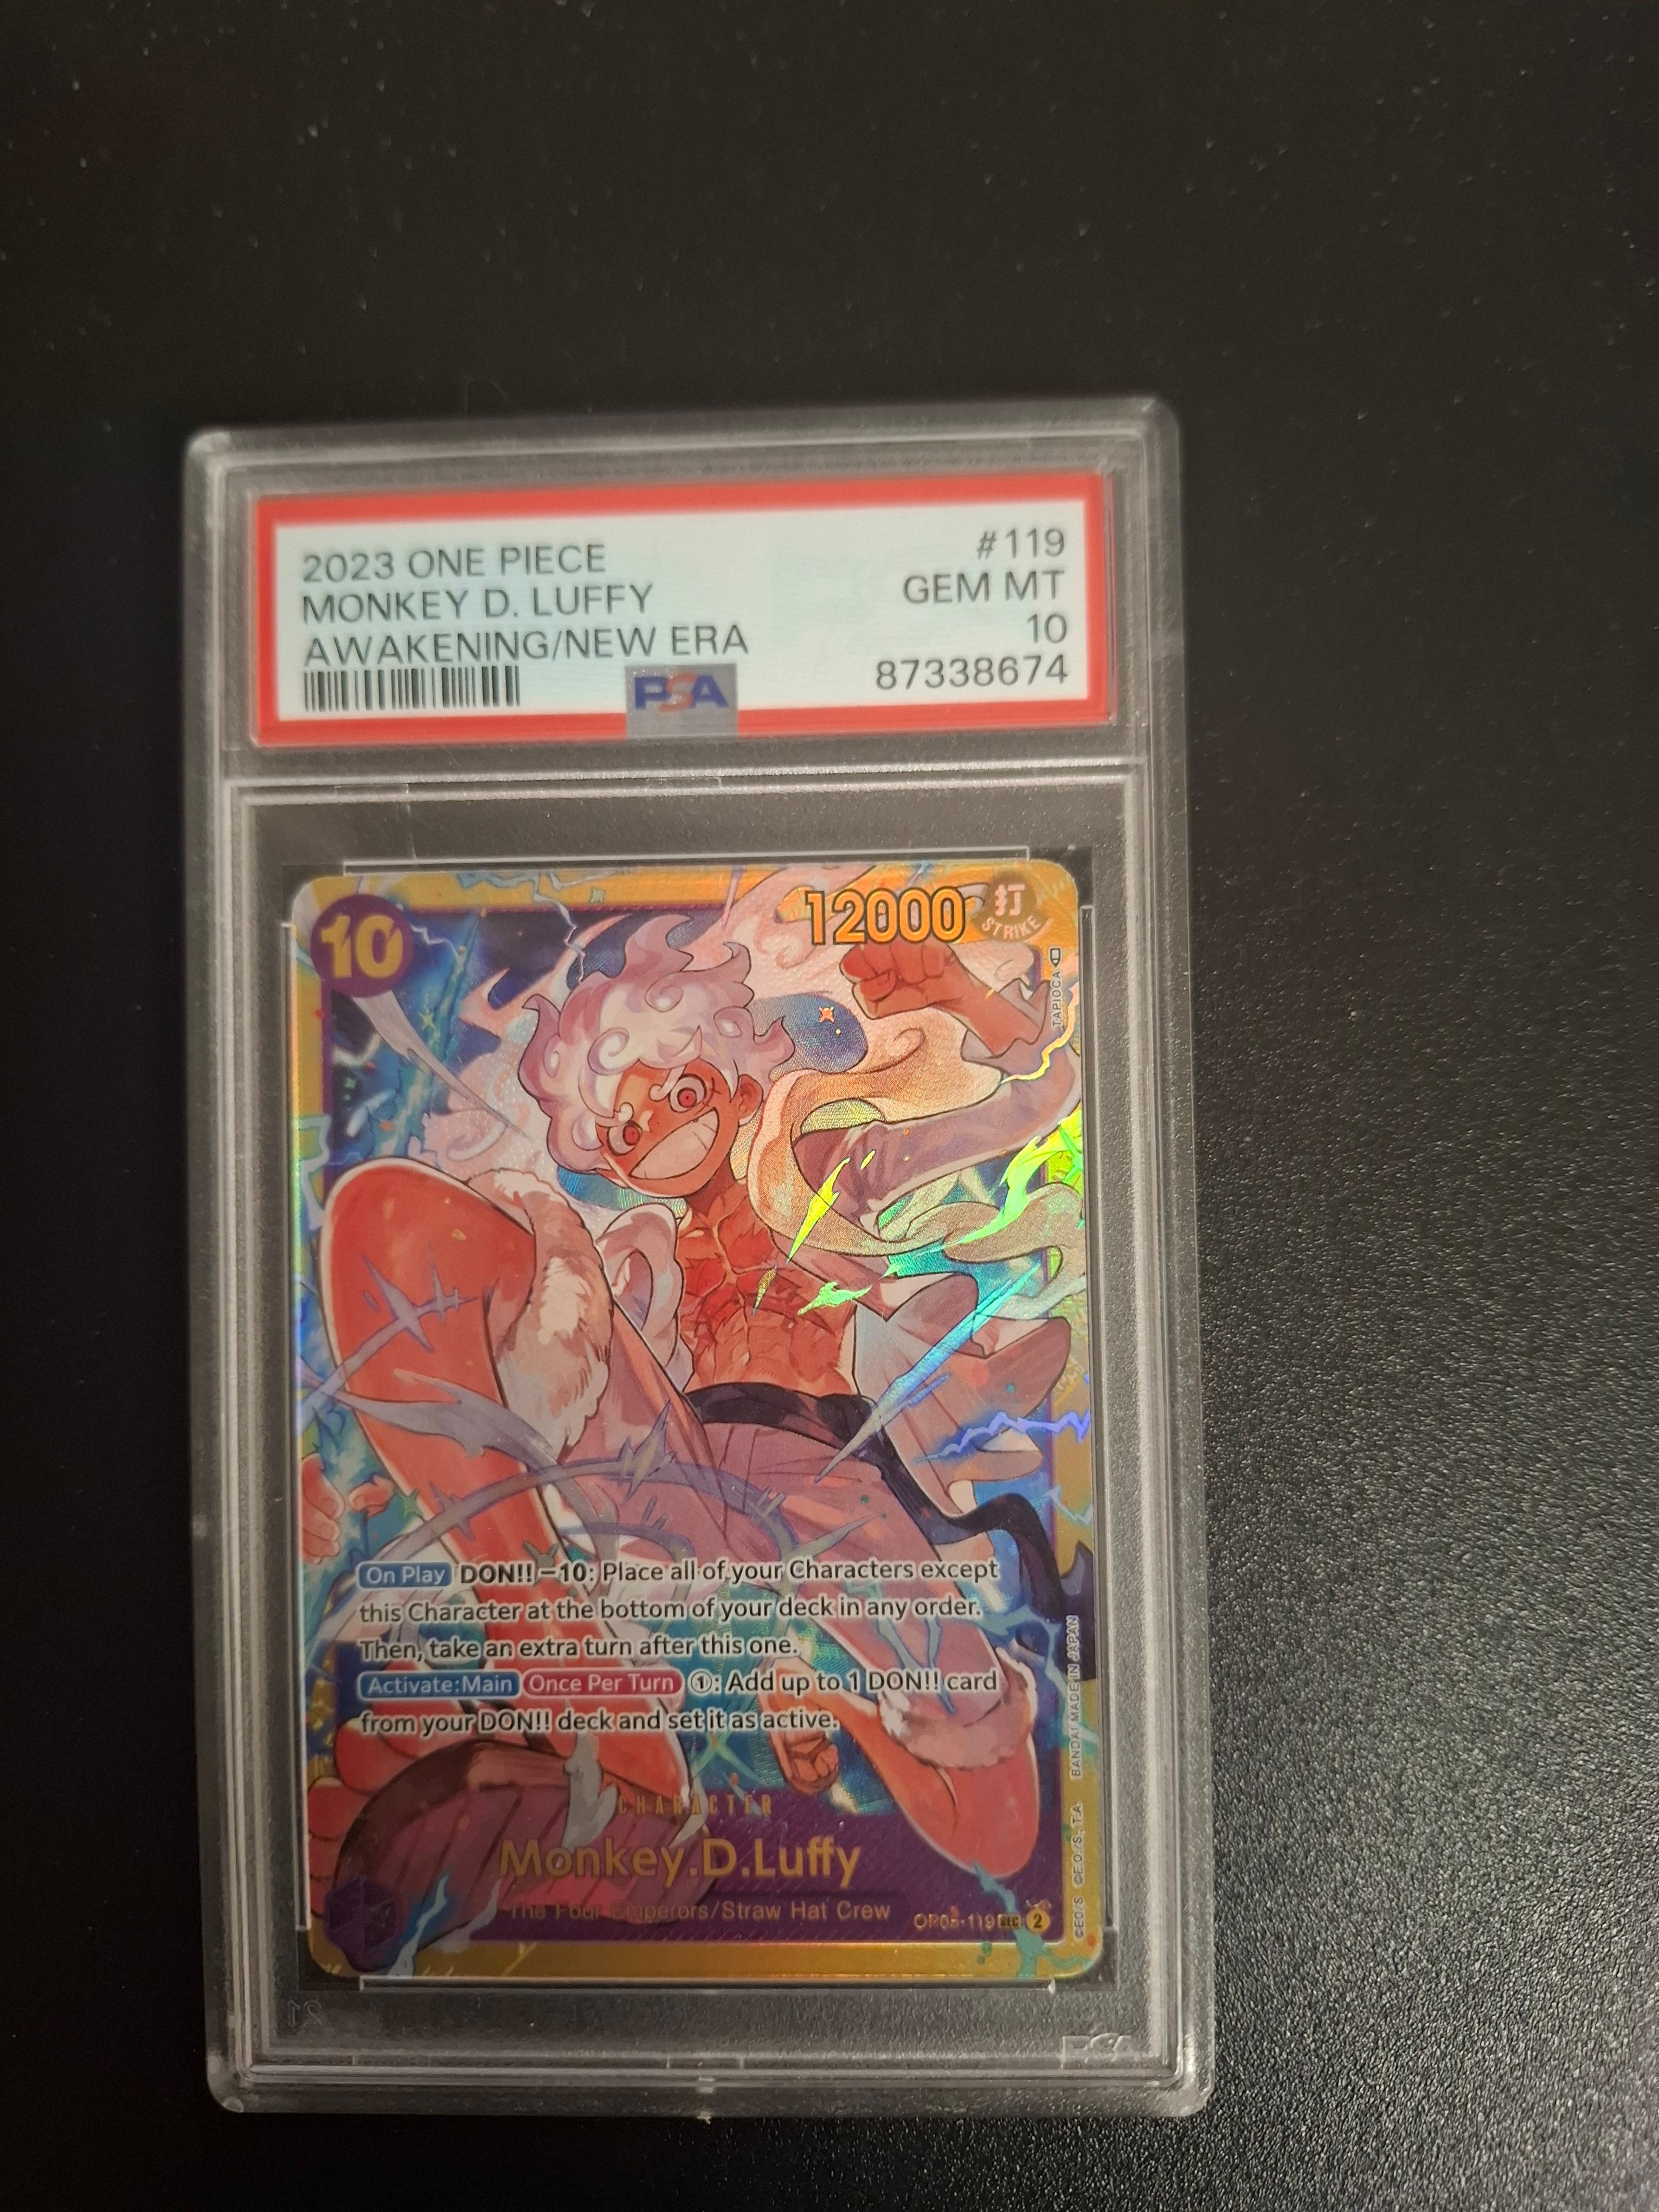 2023 ONE PIECE #119
MONKEY D. LUFFY GEM MT
AWAKENING/NEW ERA 10
PSA 87338674
10 12000 打
STRIKE
TAPIOCA
On Play DON!! −10: Place all of your Characters except
this Character at the bottom of your deck in any order.
Then, take an extra turn after this one.
Activate:Main Once Per Turn ①: Add up to 1 DON!! card
from your DON!! deck and set it as active.
CHARACTER
Monkey.D.Luffy
The Four Emperors/Straw Hat Crew OP05-119 SEC 2
©E.O./S. ©E.O./S., T.A. BANDAI MADE IN JAPAN
PSA